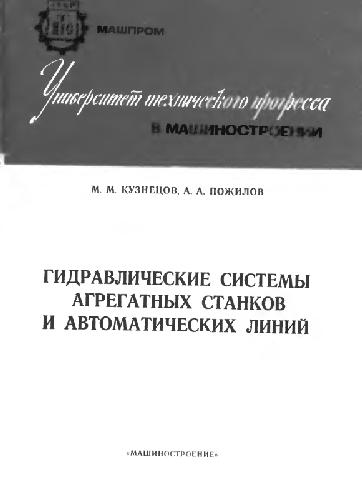 МАШПРОМ
Университет технического прогресса
В МАШИНОСТРОЕНИИ
М. М. КУЗНЕЦОВ, А. А. ПОЖИЛОВ
ГИДРАВЛИЧЕСКИЕ СИСТЕМЫ
АГРЕГАТНЫХ СТАНКОВ
И АВТОМАТИЧЕСКИХ ЛИНИЙ
«МАШИНОСТРОЕНИЕ»